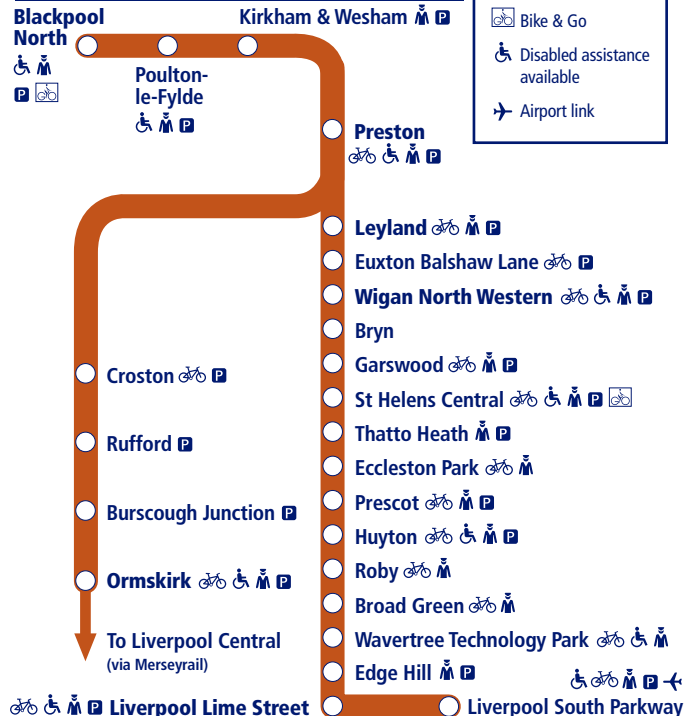 Blackpool
North
Kirkham & Wesham P
P
Poulton-
le-Fylde
P
Bike & Go
Disabled assistance
available
Airport link
Preston
P
Leyland P
Euxton Balshaw Lane P
Wigan North Western P
Bryn
Garswood P
St Helens Central P
Thatto Heath P
Eccleston Park
Prescot P
Huyton P
Roby
Broad Green
Wavertree Technology Park
Edge Hill P
Croston P
Rufford P
Burscough Junction P
Ormskirk P
To Liverpool Central
(via Merseyrail)
P Liverpool Lime Street
P
Liverpool South Parkway